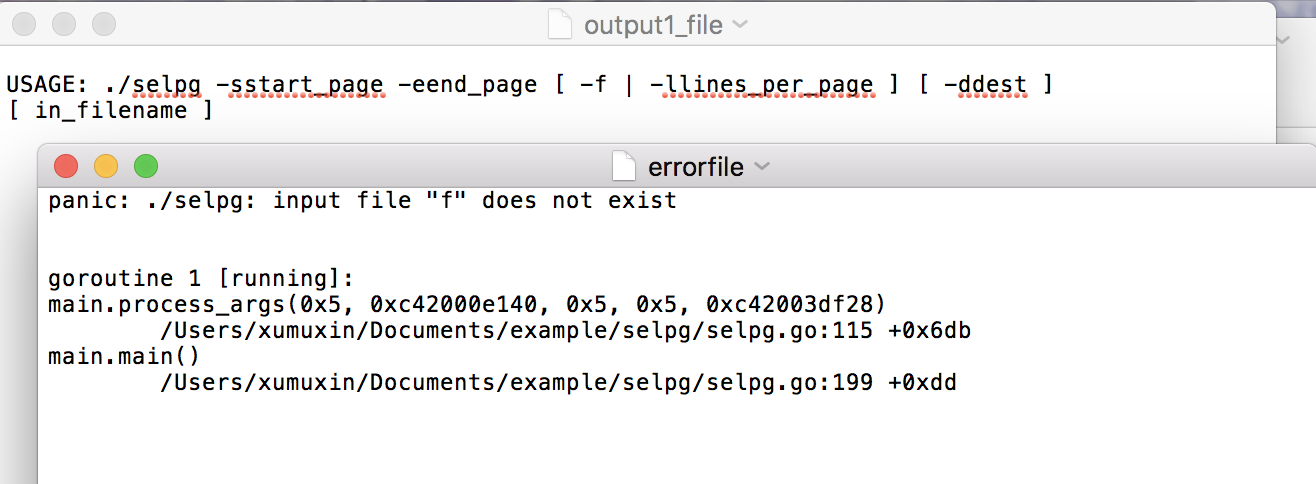 output1_file
USAGE: ./selpg -sstart_page -eend_page [ -f | -llines_per_page ] [ -ddest ]
[ in_filename ]
errorfile
panic: ./selpg: input file "f" does not exist
goroutine 1 [running]:
main.process_args(0x5, 0xc42000e140, 0x5, 0x5, 0xc42003df28)
/Users/xumuxin/Documents/example/selpg/selpg.go:115 +0x6db
main.main()
/Users/xumuxin/Documents/example/selpg/selpg.go:199 +0xdd